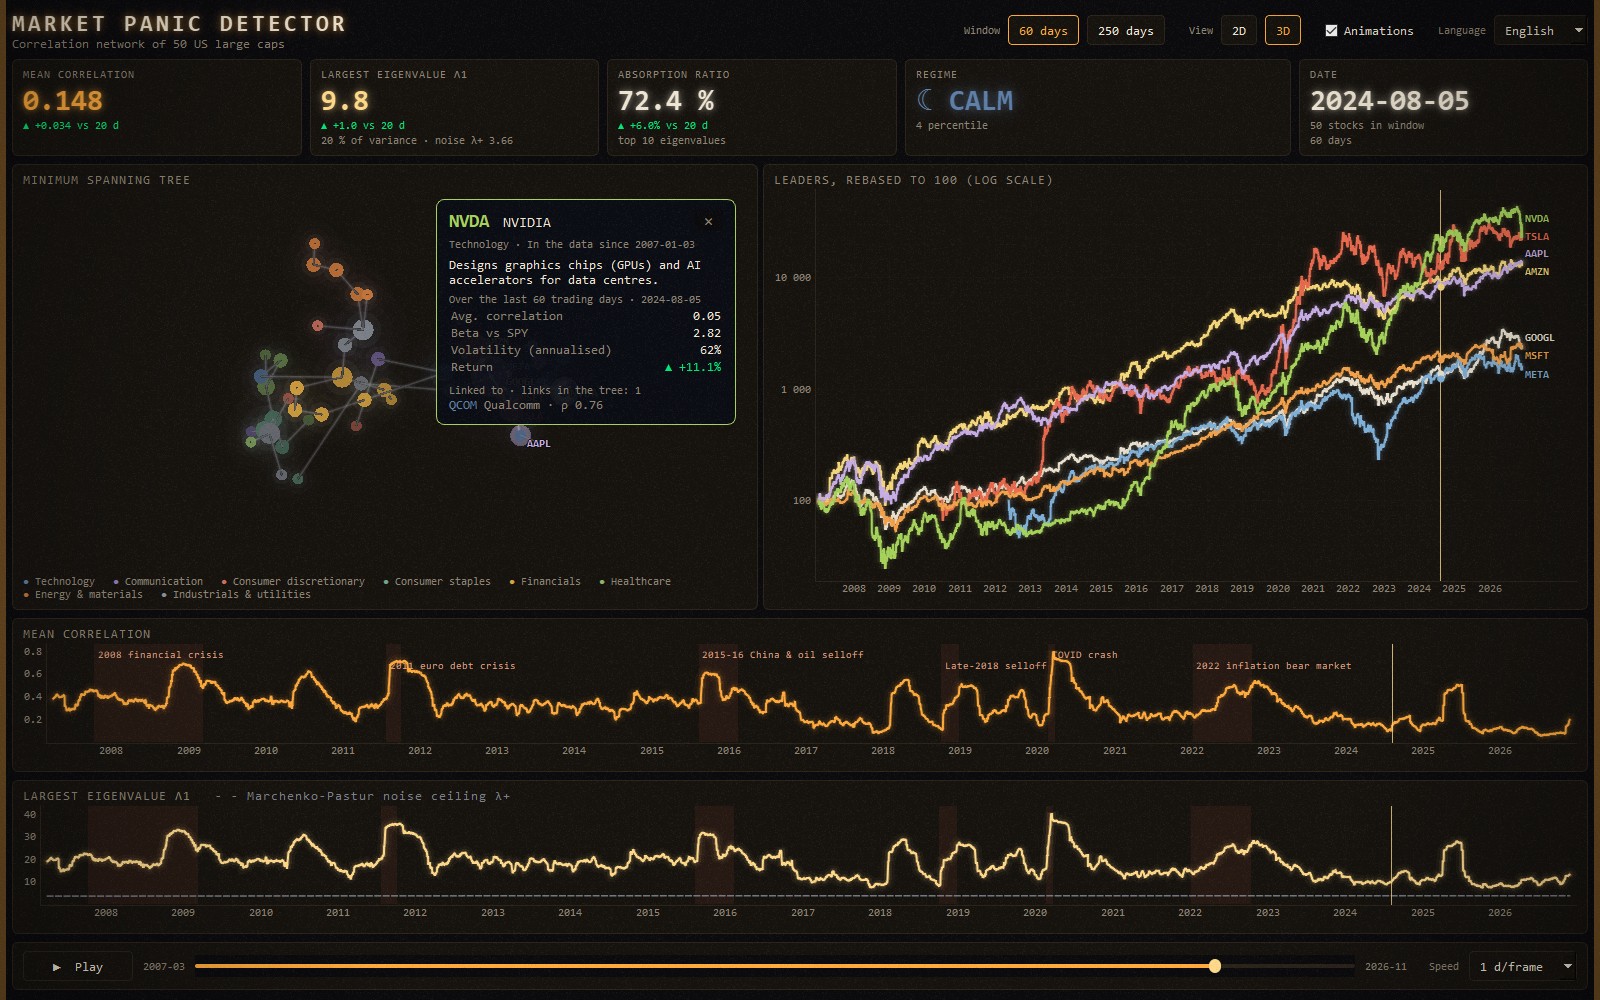 MARKET PANIC DETECTOR
Correlation network of 50 US large caps
Window 60 days 250 days View 2D 3D Animations Language English
MEAN CORRELATION
0.148
▲ +0.034 vs 20 d
LARGEST EIGENVALUE Λ1
9.8
▲ +1.0 vs 20 d
20 % of variance · noise λ+ 3.66
ABSORPTION RATIO
72.4 %
▲ +6.0% vs 20 d
top 10 eigenvalues
REGIME
☾ CALM
4 percentile
DATE
2024-08-05
50 stocks in window
60 days
MINIMUM SPANNING TREE
NVDA NVIDIA ×
Technology · In the data since 2007-01-03
Designs graphics chips (GPUs) and AI
accelerators for data centres.
Over the last 60 trading days · 2024-08-05
Avg. correlation 0.05
Beta vs SPY 2.82
Volatility (annualised) 62%
Return ▲ +11.1%
Linked to · links in the tree: 1
QCOM Qualcomm · ρ 0.76
AAPL
• Technology • Communication • Consumer discretionary • Consumer staples • Financials • Healthcare
• Energy & materials • Industrials & utilities
LEADERS, REBASED TO 100 (LOG SCALE)
NVDA
TSLA
AAPL
AMZN
GOOGL
MSFT
META
10 000
1 000
100
2008 2009 2010 2011 2012 2013 2014 2015 2016 2017 2018 2019 2020 2021 2022 2023 2024 2025 2026
MEAN CORRELATION
0.8
0.6
0.4
0.2
2008 financial crisis
2011 euro debt crisis
2015-16 China & oil selloff
Late-2018 selloff
COVID crash
2022 inflation bear market
2008 2009 2010 2011 2012 2013 2014 2015 2016 2017 2018 2019 2020 2021 2022 2023 2024 2025 2026
LARGEST EIGENVALUE Λ1 - - Marchenko-Pastur noise ceiling λ+
40
30
20
10
2008 2009 2010 2011 2012 2013 2014 2015 2016 2017 2018 2019 2020 2021 2022 2023 2024 2025 2026
▶ Play 2007-03 2026-11 Speed 1 d/frame